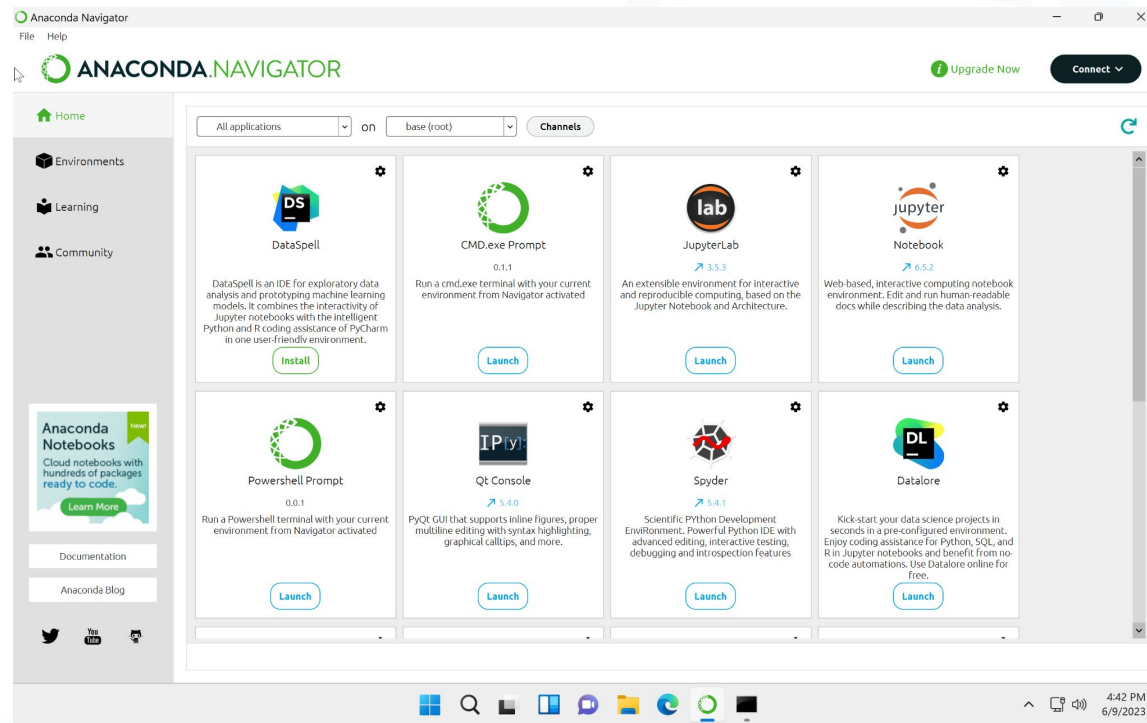 Anaconda Navigator
File Help
ANACONDA.NAVIGATOR
i Upgrade Now
Connect
Home
Environments
Learning
Community
All applications on base (root) Channels
DS
DataSpell
DataSpell is an IDE for exploratory data
analysis and prototyping machine learning
models. It combines the interactivity of
Jupyter notebooks with the intelligent
Python and R coding assistance of PyCharm
in one user-friendly environment.
Install
CMD.exe Prompt
0.1.1
Run a cmd.exe terminal with your current
environment from Navigator activated
Launch
lab
JupyterLab
3.5.3
An extensible environment for interactive
and reproducible computing, based on the
Jupyter Notebook and Architecture.
Launch
jupyter
Notebook
6.5.2
Web-based, interactive computing notebook
environment. Edit and run human-readable
docs while describing the data analysis.
Launch
Powershell Prompt
0.0.1
Run a Powershell terminal with your current
environment from Navigator activated
Launch
IP[y]:
Qt Console
5.4.0
PyQt GUI that supports inline figures, proper
multiline editing with syntax highlighting,
graphical calltips, and more.
Launch
Spyder
5.4.1
Scientific PYthon Development
EnviRonment. Powerful Python IDE with
advanced editing, interactive testing,
debugging and introspection features
Launch
DL
Datalore
Kick-start your data science projects in
seconds in a pre-configured environment.
Enjoy coding assistance for Python, SQL, and
R in Jupyter notebooks and benefit from no-
code automations. Use Datalore online for
free.
Launch
Anaconda
Notebooks
New!
Cloud notebooks with
hundreds of packages
ready to code.
Learn More
Documentation
Anaconda Blog
You
Tube
4:42 PM
6/9/2023